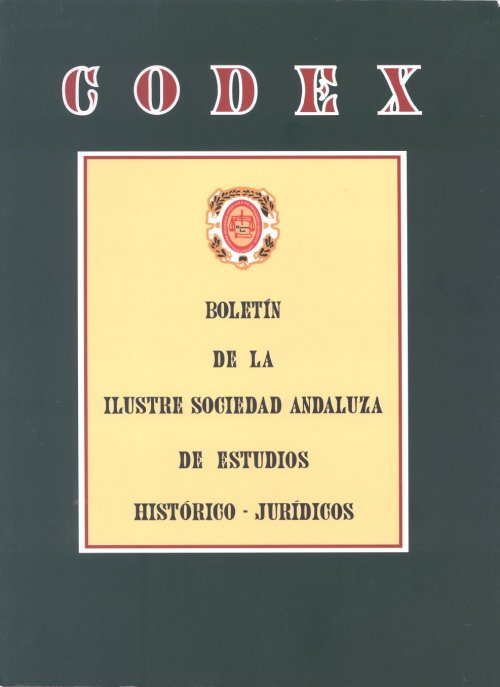 CODEX
BOLETÍN
DE LA
ILUSTRE SOCIEDAD ANDALUZA
DE ESTUDIOS
HISTÓRICO - JURÍDICOS